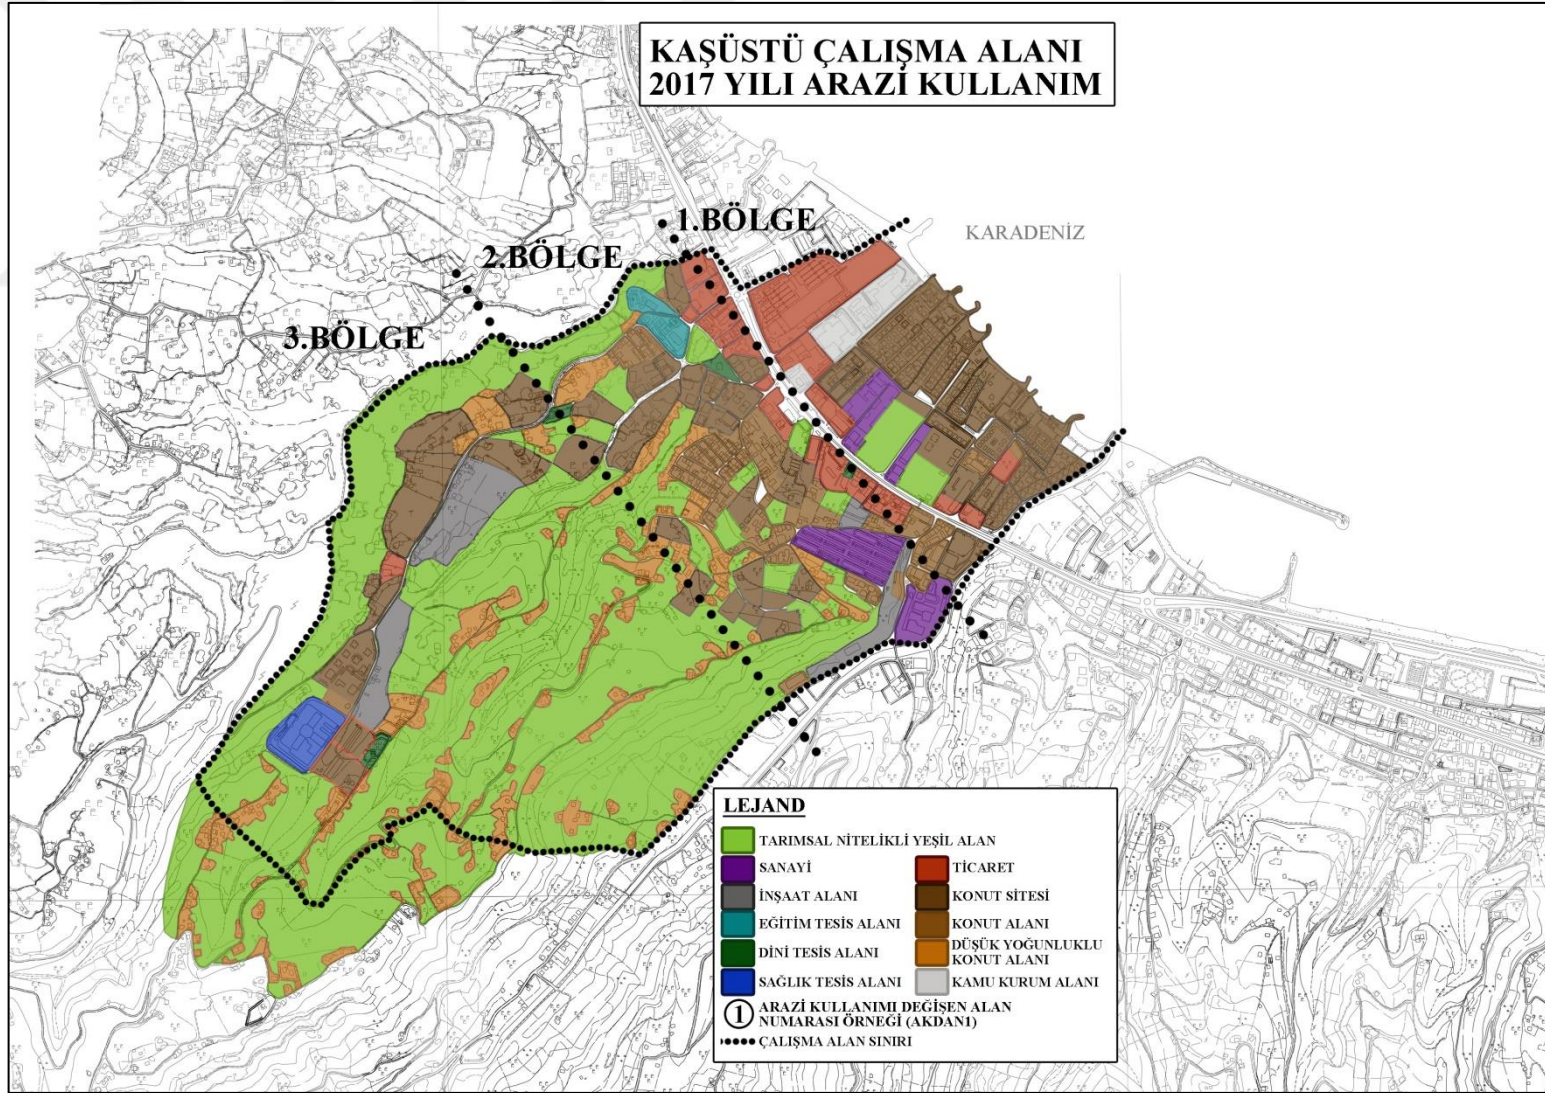 KAŞÜSTÜ ÇALIŞMA ALANI
2017 YILI ARAZİ KULLANIM
1.BÖLGE
KARADENİZ
2.BÖLGE
3.BÖLGE
LEJAND
TARIMSAL NİTELİKLİ YEŞİL ALAN
SANAYİ
TİCARET
İNŞAAT ALANI
KONUT SİTESİ
EĞİTİM TESİS ALANI
KONUT ALANI
DİNİ TESİS ALANI
DÜŞÜK YOĞUNLUKLU
KONUT ALANI
SAĞLIK TESİS ALANI
KAMU KURUM ALANI
1 ARAZİ KULLANIMI DEĞİŞEN ALAN
NUMARASI ÖRNEĞİ (AKDAN1)
ÇALIŞMA ALAN SINIRI